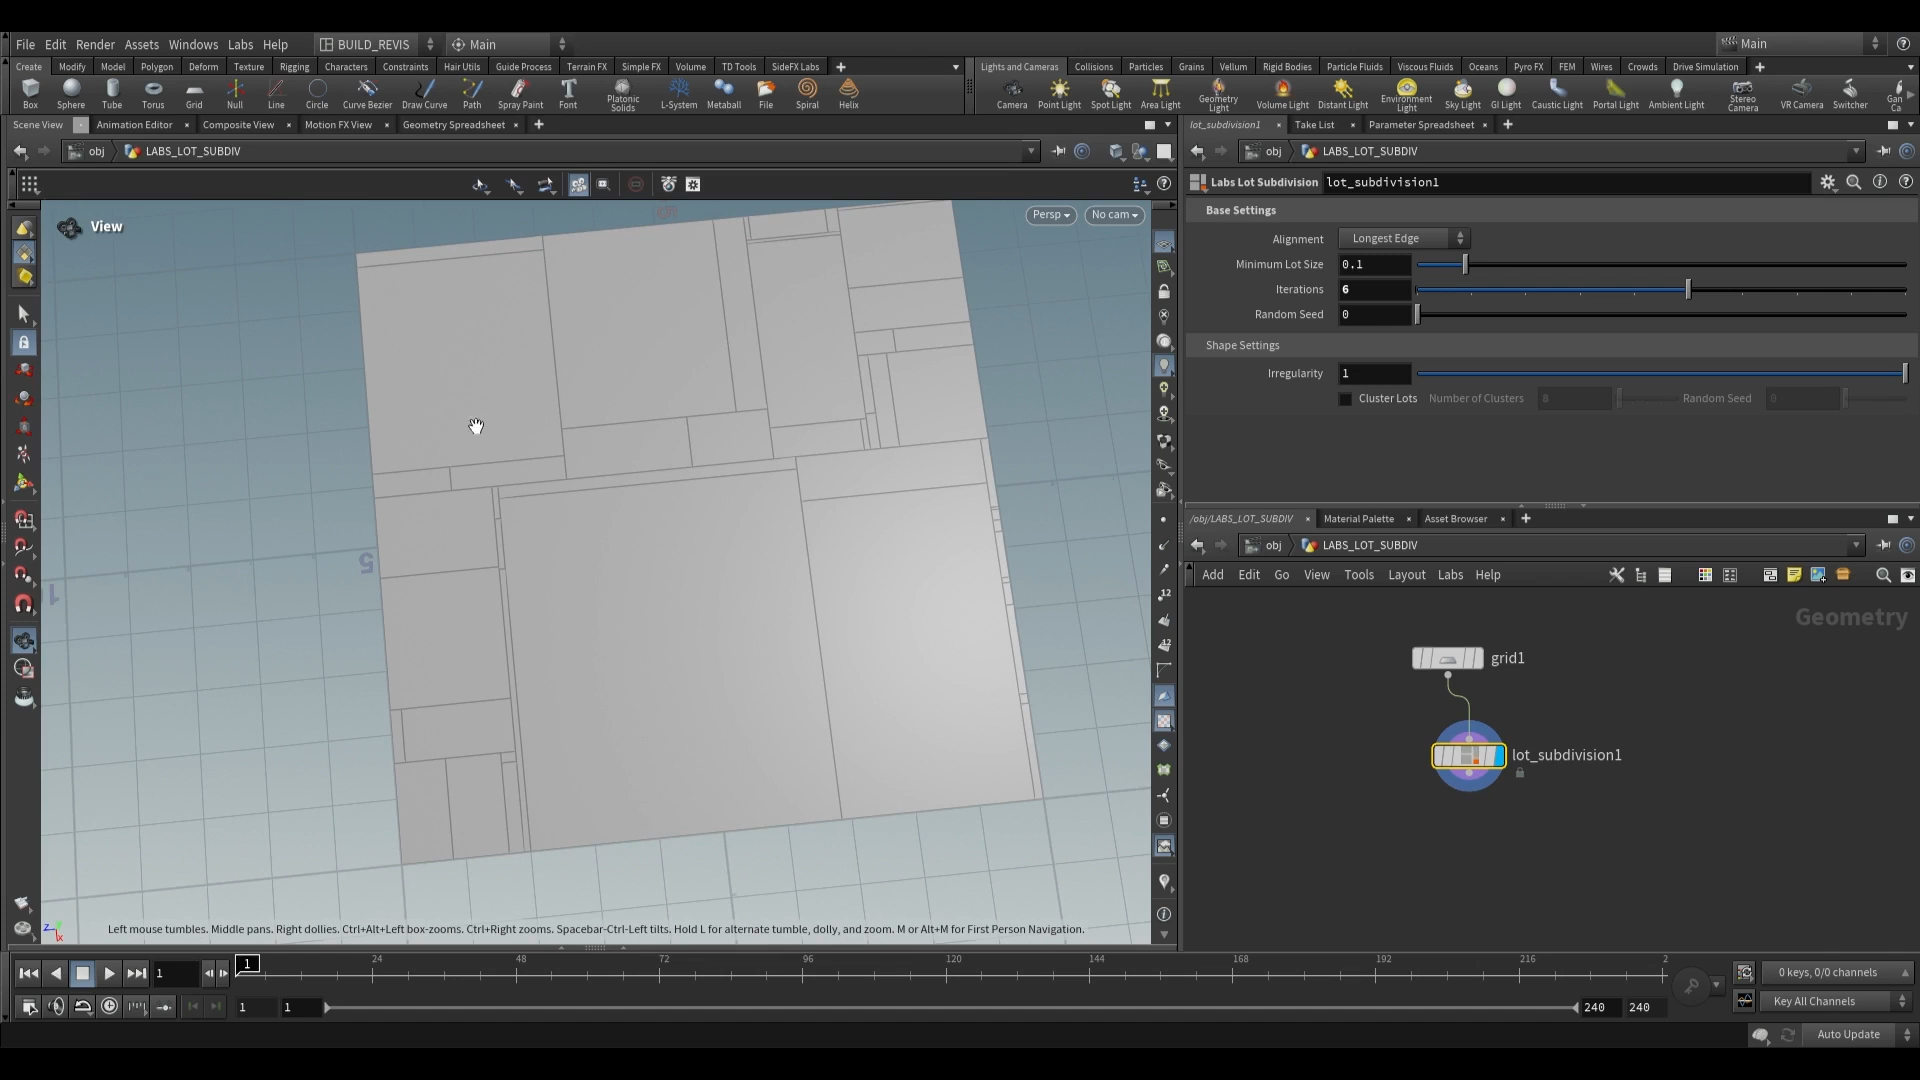 File Edit Render Assets Windows Labs Help BUILD_REVIS Main Main
Create Modify Model Polygon Deform Texture Rigging Characters Constraints Hair Utils Guide Process Terrain FX Simple FX Volume TD Tools SideFX Labs
Lights and Cameras Collisions Particles Grains Vellum Rigid Bodies Particle Fluids Viscous Fluids Oceans Pyro FX FEM Wires Crowds Drive Simulation
Box Sphere Tube Torus Grid Null Line Circle Curve Bezier Draw Curve Path Spray Paint Font Platonic Solids L-System Metaball File Spiral Helix
Camera Point Light Spot Light Area Light Geometry Light Volume Light Distant Light Environment Light Sky Light GI Light Caustic Light Portal Light Ambient Light Stereo Camera VR Camera Switcher Gan Ca
Scene View Animation Editor Composite View Motion FX View Geometry Spreadsheet
lot_subdivision1 Take List Parameter Spreadsheet
obj LABS_LOT_SUBDIV
obj LABS_LOT_SUBDIV
Labs Lot Subdivision lot_subdivision1
View
Persp No cam
Base Settings
Alignment Longest Edge
Minimum Lot Size 0.1
Iterations 6
Random Seed 0
Shape Settings
Irregularity 1
Cluster Lots Number of Clusters 8 Random Seed 0
/obj/LABS_LOT_SUBDIV Material Palette Asset Browser
obj LABS_LOT_SUBDIV
Add Edit Go View Tools Layout Labs Help
Geometry
grid1
lot_subdivision1
5
12
42
z x
Left mouse tumbles. Middle pans. Right dollies. Ctrl+Alt+Left box-zooms. Ctrl+Right zooms. Spacebar-Ctrl-Left tilts. Hold L for alternate tumble, dolly, and zoom. M or Alt+M for First Person Navigation.
1 1 24 48 72 96 120 144 168 192 216 2
0 keys, 0/0 channels
1 1 240 240 Key All Channels
Auto Update